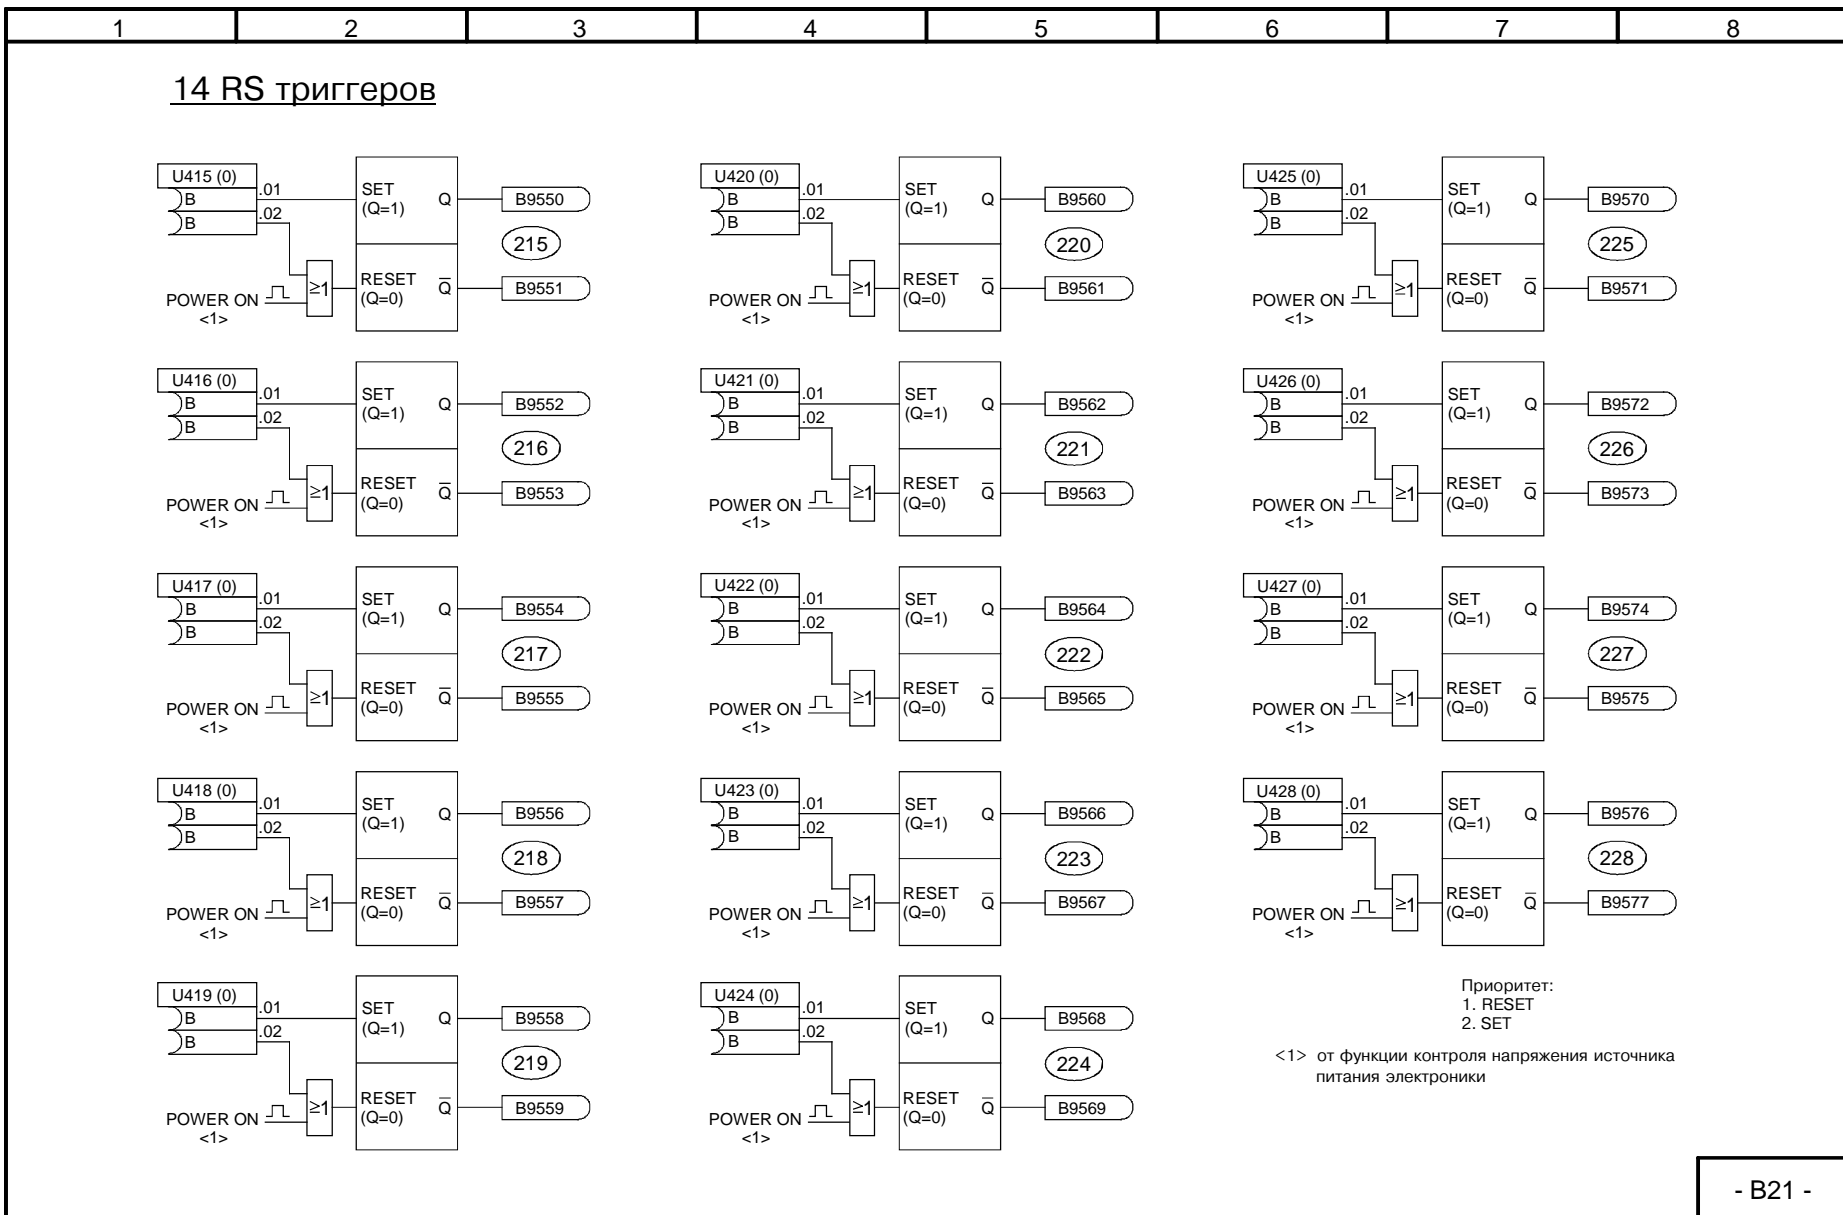 1 2 3 4 5 6 7 8
14 RS триггеров
U415 (0)
B .01 SET Q B9550
B .02 (Q=1)
215
POWER ON ≥1 RESET Q̅ B9551
<1> (Q=0)
U416 (0)
B .01 SET Q B9552
B .02 (Q=1)
216
POWER ON ≥1 RESET Q̅ B9553
<1> (Q=0)
U417 (0)
B .01 SET Q B9554
B .02 (Q=1)
217
POWER ON ≥1 RESET Q̅ B9555
<1> (Q=0)
U418 (0)
B .01 SET Q B9556
B .02 (Q=1)
218
POWER ON ≥1 RESET Q̅ B9557
<1> (Q=0)
U419 (0)
B .01 SET Q B9558
B .02 (Q=1)
219
POWER ON ≥1 RESET Q̅ B9559
<1> (Q=0)
U420 (0)
B .01 SET Q B9560
B .02 (Q=1)
220
POWER ON ≥1 RESET Q̅ B9561
<1> (Q=0)
U421 (0)
B .01 SET Q B9562
B .02 (Q=1)
221
POWER ON ≥1 RESET Q̅ B9563
<1> (Q=0)
U422 (0)
B .01 SET Q B9564
B .02 (Q=1)
222
POWER ON ≥1 RESET Q̅ B9565
<1> (Q=0)
U423 (0)
B .01 SET Q B9566
B .02 (Q=1)
223
POWER ON ≥1 RESET Q̅ B9567
<1> (Q=0)
U424 (0)
B .01 SET Q B9568
B .02 (Q=1)
224
POWER ON ≥1 RESET Q̅ B9569
<1> (Q=0)
U425 (0)
B .01 SET Q B9570
B .02 (Q=1)
225
POWER ON ≥1 RESET Q̅ B9571
<1> (Q=0)
U426 (0)
B .01 SET Q B9572
B .02 (Q=1)
226
POWER ON ≥1 RESET Q̅ B9573
<1> (Q=0)
U427 (0)
B .01 SET Q B9574
B .02 (Q=1)
227
POWER ON ≥1 RESET Q̅ B9575
<1> (Q=0)
U428 (0)
B .01 SET Q B9576
B .02 (Q=1)
228
POWER ON ≥1 RESET Q̅ B9577
<1> (Q=0)
Приоритет:
1. RESET
2. SET
<1> от функции контроля напряжения источника
питания электроники
- B21 -